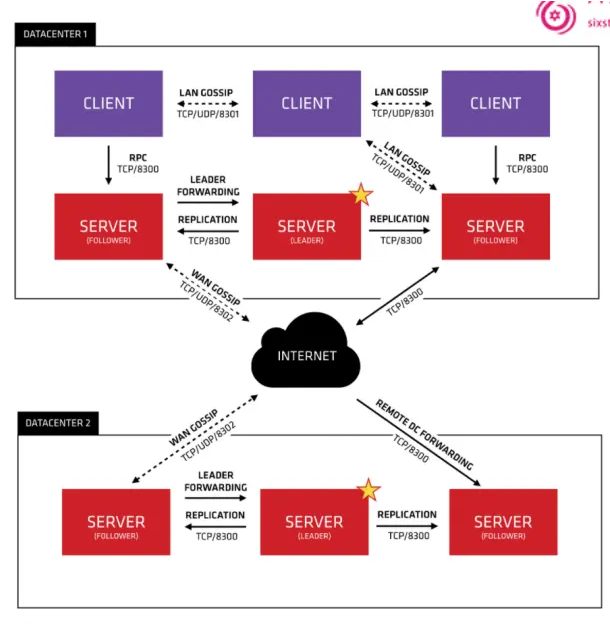 sixst
DATACENTER 1
CLIENT
LAN GOSSIP
TCP/UDP/8301
CLIENT
LAN GOSSIP
TCP/UDP/8301
CLIENT
RPC
TCP/8300
LAN GOSSIP
TCP/UDP/8301
RPC
TCP/8300
LEADER
FORWARDING
SERVER
(FOLLOWER)
REPLICATION
TCP/8300
SERVER
(LEADER)
REPLICATION
TCP/8300
SERVER
(FOLLOWER)
WAN GOSSIP
TCP/UDP/8302
TCP/8300
INTERNET
DATACENTER 2
WAN GOSSIP
TCP/UDP/8302
REMOTE DC FORWARDING
TCP/8300
LEADER
FORWARDING
SERVER
(FOLLOWER)
REPLICATION
TCP/8300
SERVER
(LEADER)
REPLICATION
TCP/8300
SERVER
(FOLLOWER)